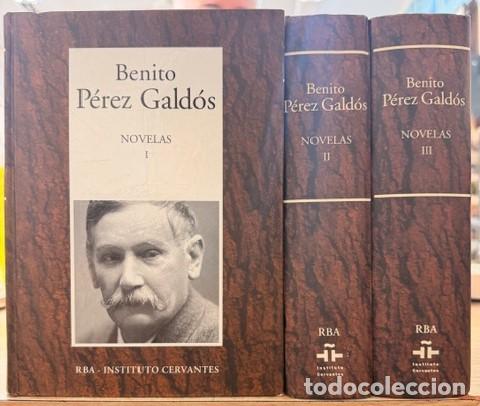 Benito
Pérez Galdós
NOVELAS
I
RBA - INSTITUTO CERVANTES
Benito
Pérez Galdós
NOVELAS
II
RBA
Instituto
Cervantes
Benito
Pérez Galdós
NOVELAS
III
RBA
Instituto
Cervantes
todocoleccion